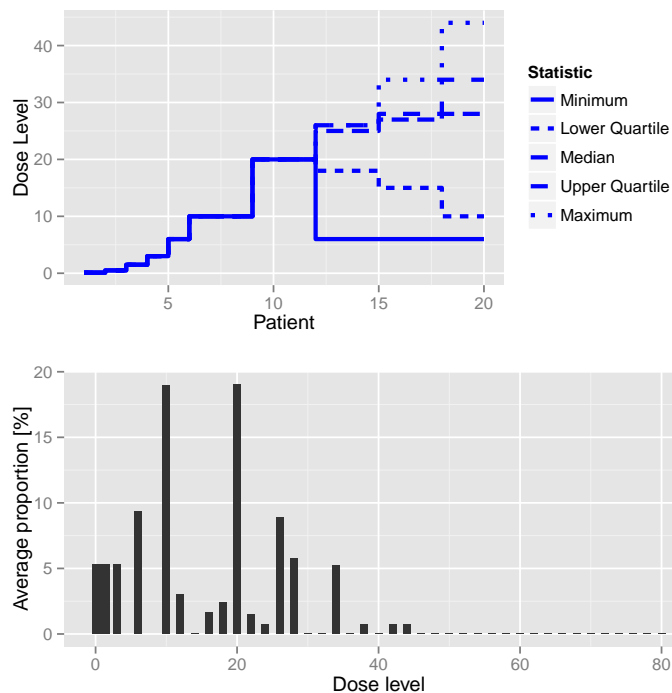 40
30
20
10
0
Dose Level
5
10
15
20
Patient
Statistic
Minimum
Lower Quartile
Median
Upper Quartile
Maximum
20
15
10
5
0
Average proportion [%]
0
20
40
60
80
Dose level